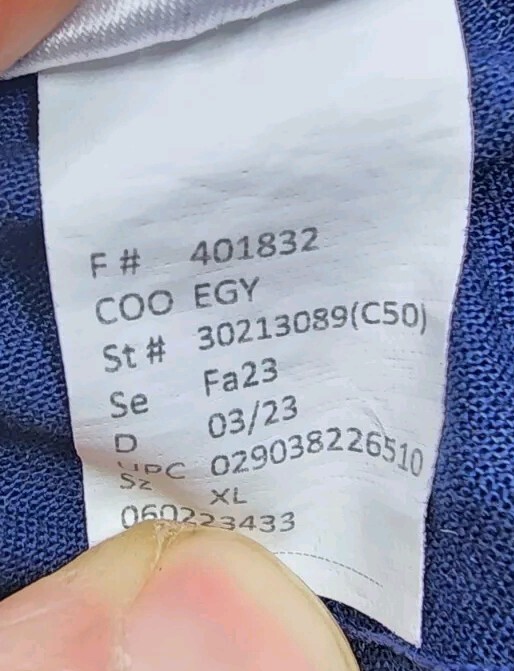 F # 401832
COO EGY
St # 30213089(C50)
Se Fa23
D 03/23
UPC 029038226510
Sz XL
060223433